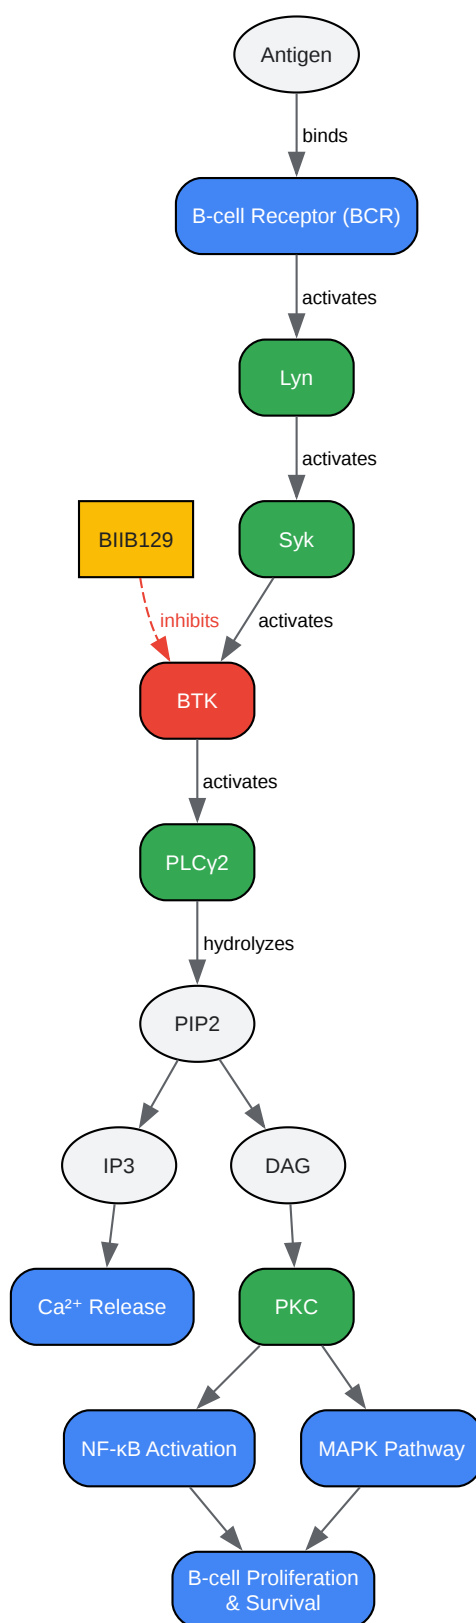 Antigen
binds
B-cell Receptor (BCR)
activates
Lyn
activates
BIIB129
Syk
inhibits
activates
BTK
activates
PLCγ2
hydrolyzes
PIP2
IP3
DAG
Ca²⁺ Release
PKC
NF-κB Activation
MAPK Pathway
B-cell Proliferation
& Survival